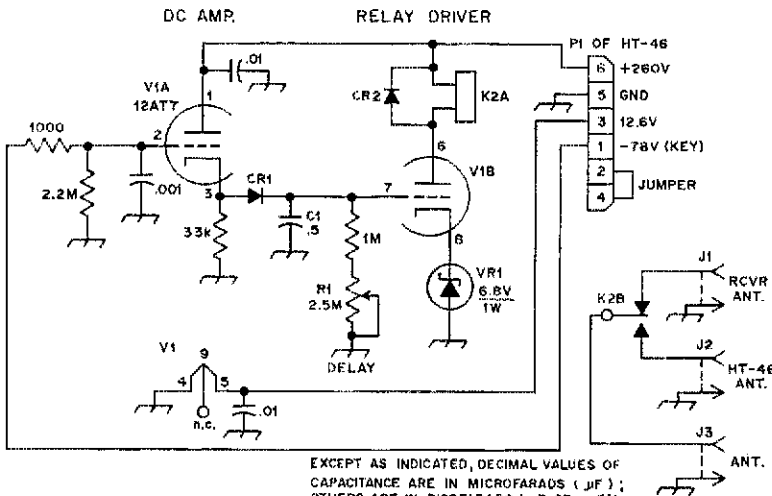 DC AMP.
RELAY DRIVER
P1 OF HT-46
.01
6 +260V
5 GND
3 12.6V
1 -78V (KEY)
2
4
JUMPER
V1A
12AT7
1
CR2
K2A
1000
2
2.2M
.001
3
CR1
33K
C1
.5
6
V1B
7
8
1M
R1
2.5M
DELAY
VR1
6.8V
1W
V1
9
4
5
n.c.
.01
J1
RCVR
ANT.
K2B
J2
HT-46
ANT.
J3
ANT.
EXCEPT AS INDICATED, DECIMAL VALUES OF
CAPACITANCE ARE IN MICROFARADS (µF);